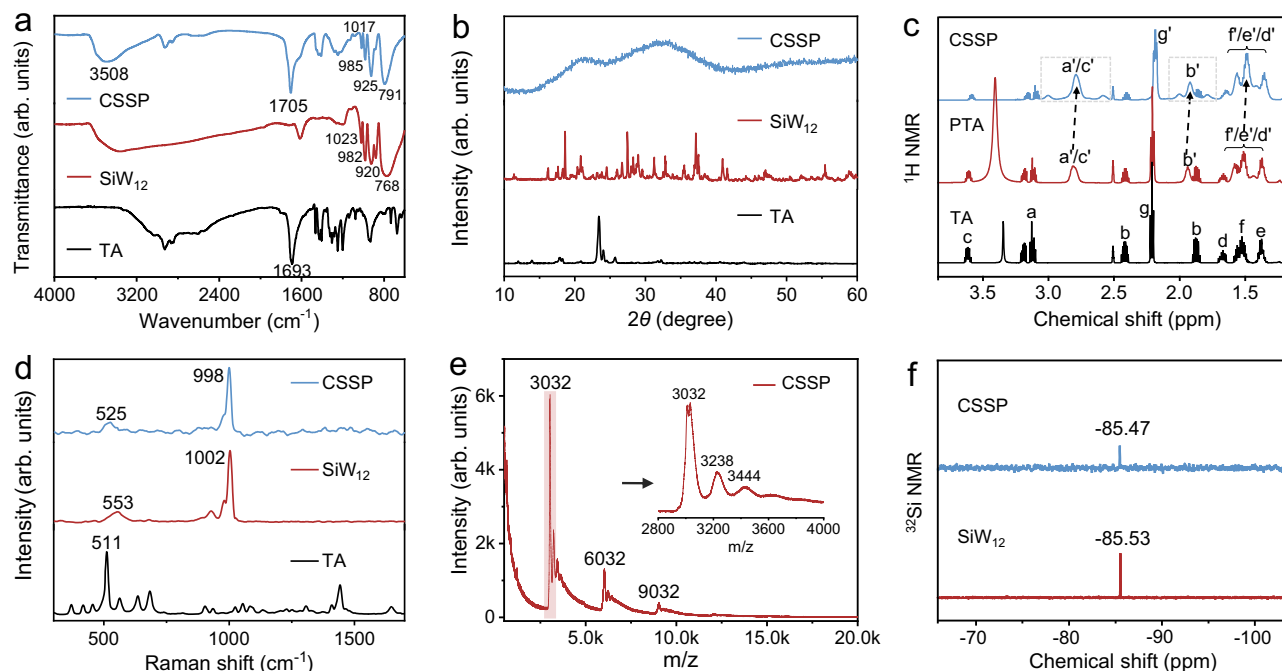 a
Transmittance (arb. units)
1017
3508
985
925
791
CSSP
1705
1023
982
920
768
SiW12
TA
1693
4000 3200 2400 1600 800
Wavenumber (cm-1)
b
Intensity (arb. units)
CSSP
SiW12
TA
10 20 30 40 50 60
2θ (degree)
c
1H NMR
CSSP
g'
f'/e'/d'
a'/c'
b'
PTA
f'/e'/d'
a'/c'
b'
TA
c a b g b d f e
3.5 3.0 2.5 2.0 1.5
Chemical shift (ppm)
d
Intensity (arb. units)
998
CSSP
525
1002
SiW12
553
511
TA
500 1000 1500
Raman shift (cm-1)
e
Intensity (arb. units)
6k
4k
2k
0
3032
CSSP
3032
3238
3444
2800 3200 3600 4000
m/z
6032
9032
5.0k 10.0k 15.0k 20.0k
m/z
f
32Si NMR
CSSP
-85.47
SiW12
-85.53
-70 -80 -90 -100
Chemical shift (ppm)